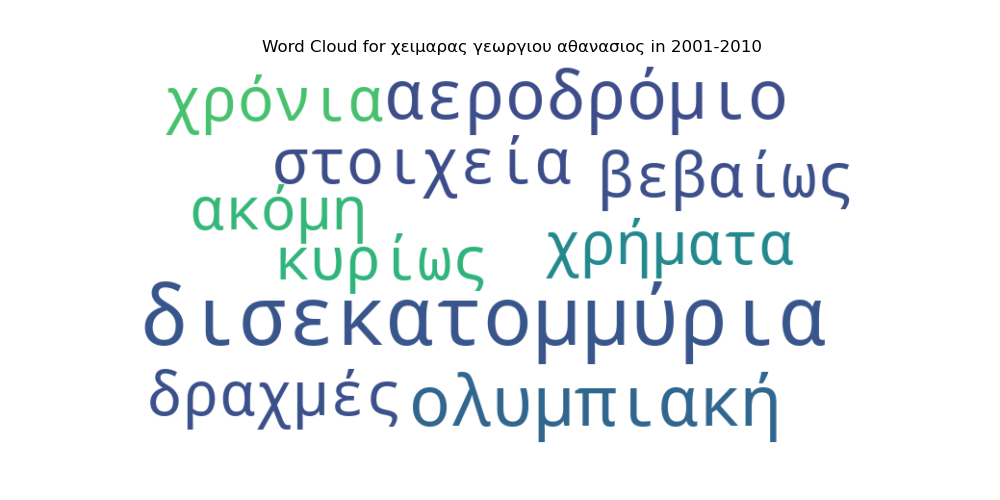 Word Cloud for χειμαρας γεωργιου αθανασιος in 2001-2010
χρόνια αεροδρόμιο
στοιχεία βεβαίως
ακόμη χρήματα
κυρίως
δισεκατομμύρια
δραχμές ολυμπιακή